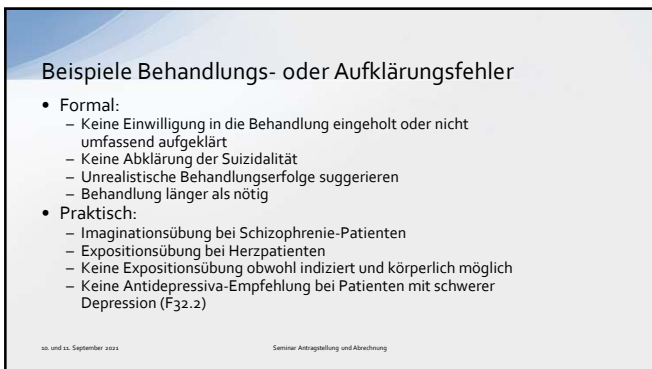 Beispiele Behandlungs- oder Aufklärungsfehler
• Formal:
– Keine Einwilligung in die Behandlung eingeholt oder nicht
umfassend aufgeklärt
– Keine Abklärung der Suizidalität
– Unrealistische Behandlungserfolge suggerieren
– Behandlung länger als nötig
• Praktisch:
– Imaginationsübung bei Schizophrenie-Patienten
– Expositionsübung bei Herzpatienten
– Keine Expositionsübung obwohl indiziert und körperlich möglich
– Keine Antidepressiva-Empfehlung bei Patienten mit schwerer
Depression (F32.2)
10. und 11. September 2021 Seminar Antragstellung und Abrechnung